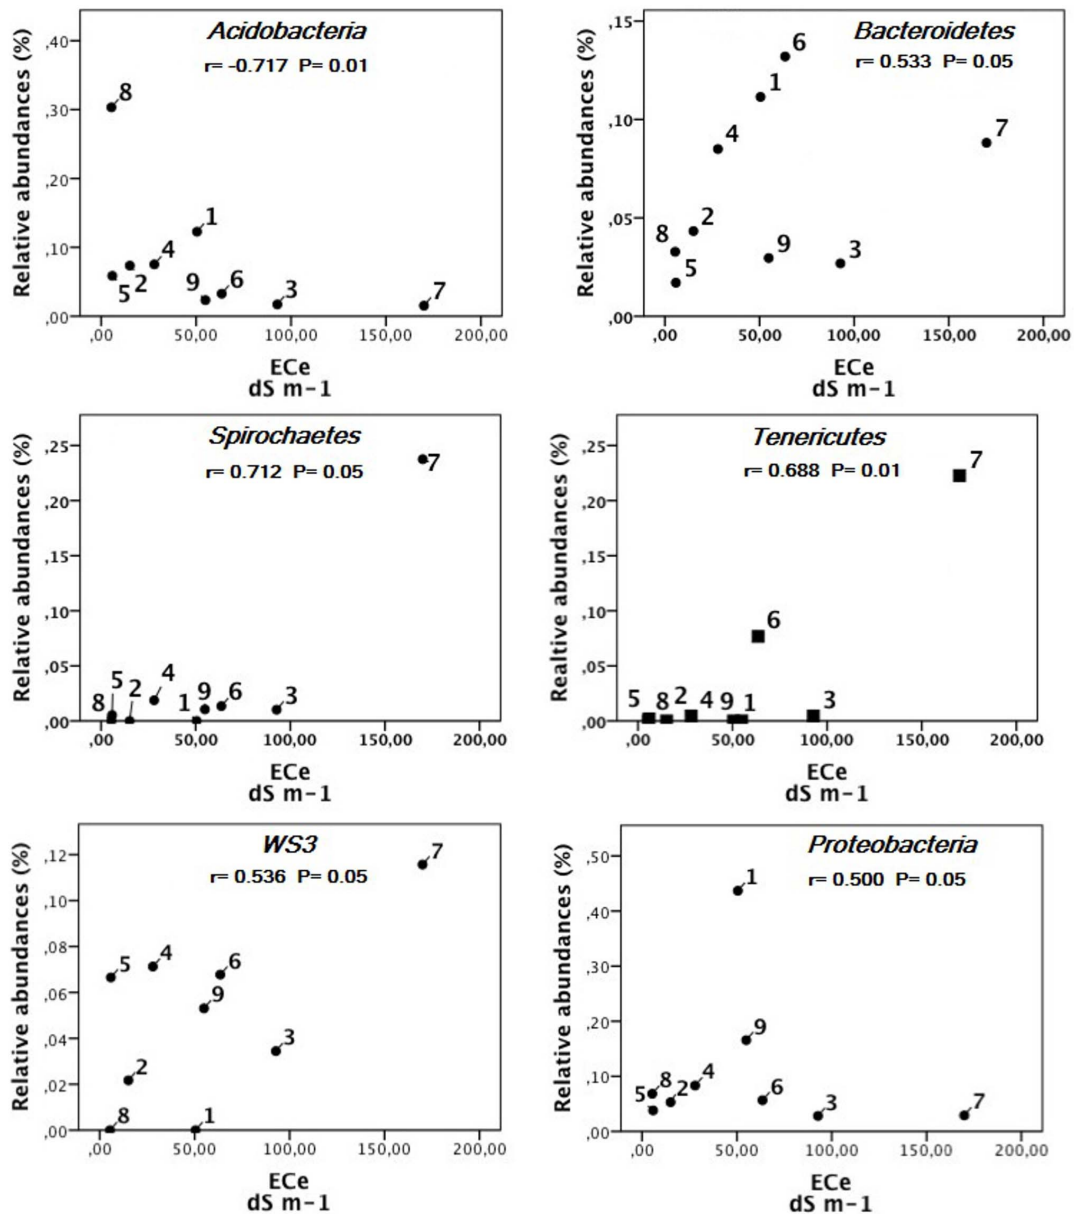 Acidobacteria
r= -0.717 P= 0.01
Relative abundances (%)
,40
,30
,20
,10
,00
8
1
4
5
2
9
6
3
7
,00 50,00 100,00 150,00 200,00
ECe
dS m-1
Bacteroidetes
r= 0.533 P= 0.05
Relative abundances (%)
,15
,10
,05
,00
6
1
4
7
2
8
5
9
3
,00 50,00 100,00 150,00 200,00
ECe
dS m-1
Spirochaetes
r= 0.712 P= 0.05
Relative abundances (%)
,25
,20
,15
,10
,05
,00
7
8
5
2
4
1
9
6
3
,00 50,00 100,00 150,00 200,00
ECe
dS m-1
Tenericutes
r= 0.688 P= 0.01
Realtive abundances (%)
,25
,20
,15
,10
,05
,00
7
6
5
8
2
4
9
1
3
,00 50,00 100,00 150,00 200,00
ECe
dS m-1
WS3
r= 0.536 P= 0.05
Relative abundances (%)
,12
,10
,08
,06
,04
,02
,00
7
5
4
6
9
3
2
8
1
,00 50,00 100,00 150,00 200,00
ECe
dS m-1
Proteobacteria
r= 0.500 P= 0.05
Relative abundances (%)
,50
,40
,30
,20
,10
,00
1
9
5
8
2
4
6
3
7
,00 50,00 100,00 150,00 200,00
ECe
dS m-1